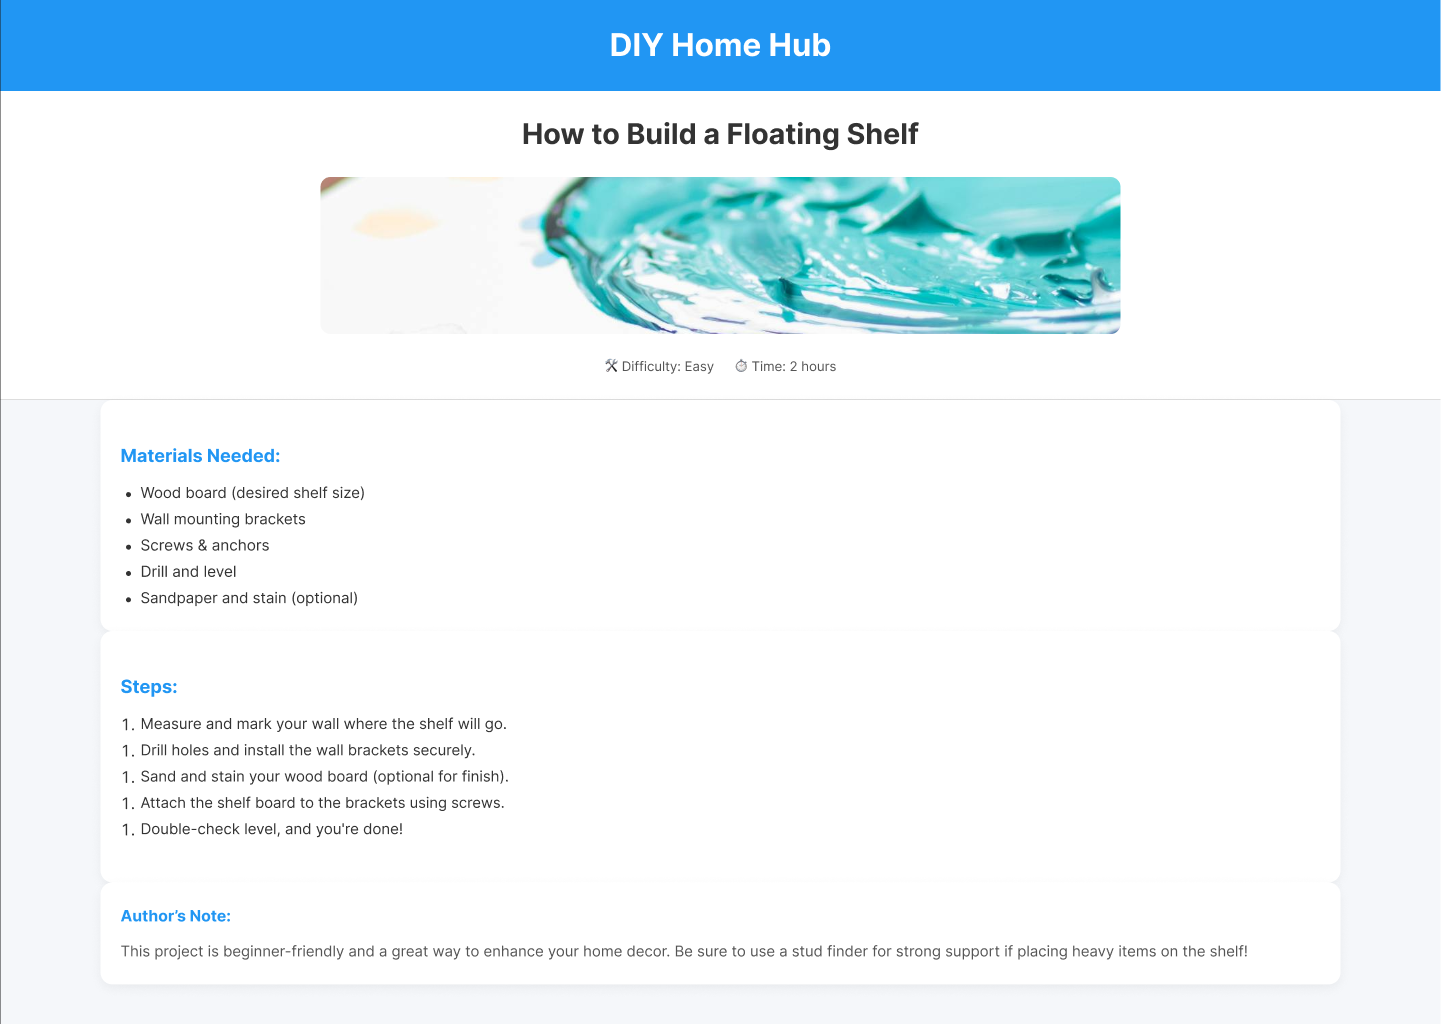 DIY Home Hub
How to Build a Floating Shelf
🛠 Difficulty: Easy ⏱ Time: 2 hours
Materials Needed:
• Wood board (desired shelf size)
• Wall mounting brackets
• Screws & anchors
• Drill and level
• Sandpaper and stain (optional)
Steps:
1. Measure and mark your wall where the shelf will go.
1. Drill holes and install the wall brackets securely.
1. Sand and stain your wood board (optional for finish).
1. Attach the shelf board to the brackets using screws.
1. Double-check level, and you're done!
Author’s Note:
This project is beginner-friendly and a great way to enhance your home decor. Be sure to use a stud finder for strong support if placing heavy items on the shelf!